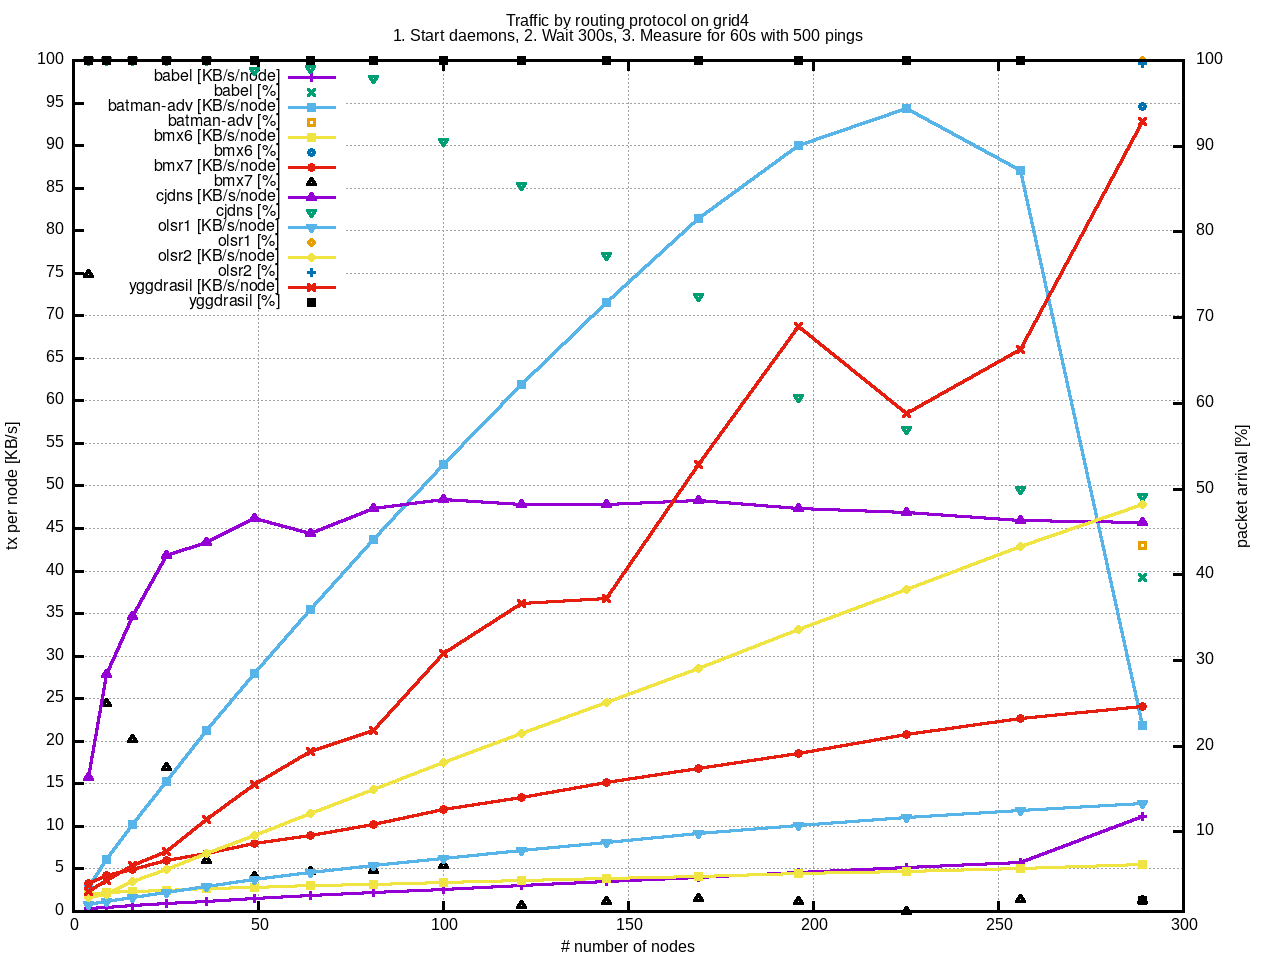 Traffic by routing protocol on grid4
1. Start daemons, 2. Wait 300s, 3. Measure for 60s with 500 pings
babel [KB/s/node]
babel [%]
batman-adv [KB/s/node]
batman-adv [%]
bmx6 [KB/s/node]
bmx6 [%]
bmx7 [KB/s/node]
bmx7 [%]
cjdns [KB/s/node]
cjdns [%]
olsr1 [KB/s/node]
olsr1 [%]
olsr2 [KB/s/node]
olsr2 [%]
yggdrasil [KB/s/node]
yggdrasil [%]
tx per node [KB/s]
100
95
90
85
80
75
70
65
60
55
50
45
40
35
30
25
20
15
10
5
0
0 50 100 150 200 250 300
# number of nodes
100
90
80
70
60
50
40
30
20
10
packet arrival [%]